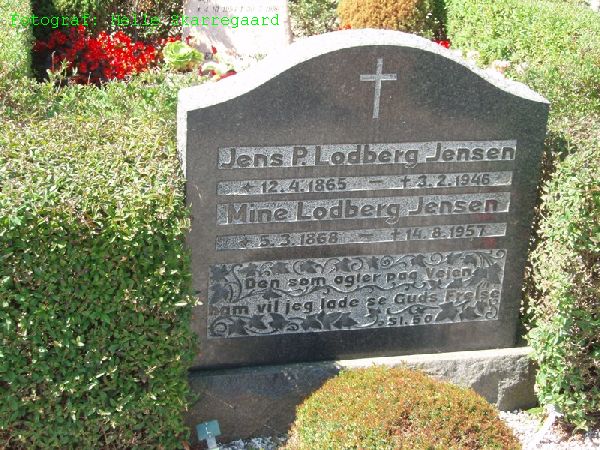 Fotograf: Helle Skarregaard
Jens P. Lodberg Jensen
+ 12.4.1865 — † 3.2.1946
Mine Lodberg Jensen
+ 5.3.1868 — † 14.8.1957
Den som agter paa Vejen
ham vil jeg lade se Guds Frelse
Sl. 50